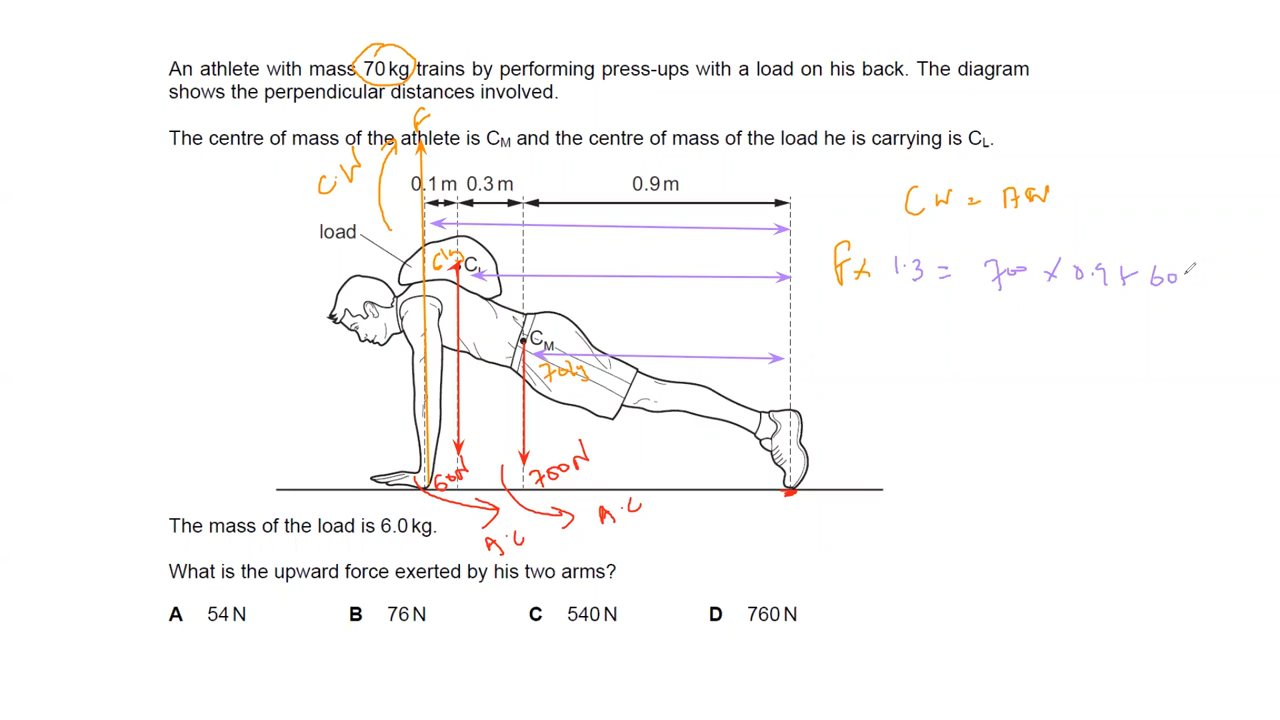 An athlete with mass 70 kg trains by performing press-ups with a load on his back. The diagram
shows the perpendicular distances involved.
F
The centre of mass of the athlete is CM and the centre of mass of the load he is carrying is CL.
C.W
0.1 m 0.3 m 0.9 m
CW = AW
load
6kg CL
F x 1.3 = 700 x 0.9 + 60
CM
70kg
60N 700N
A.C
A.C
The mass of the load is 6.0 kg.
What is the upward force exerted by his two arms?
A 54 N B 76 N C 540 N D 760 N